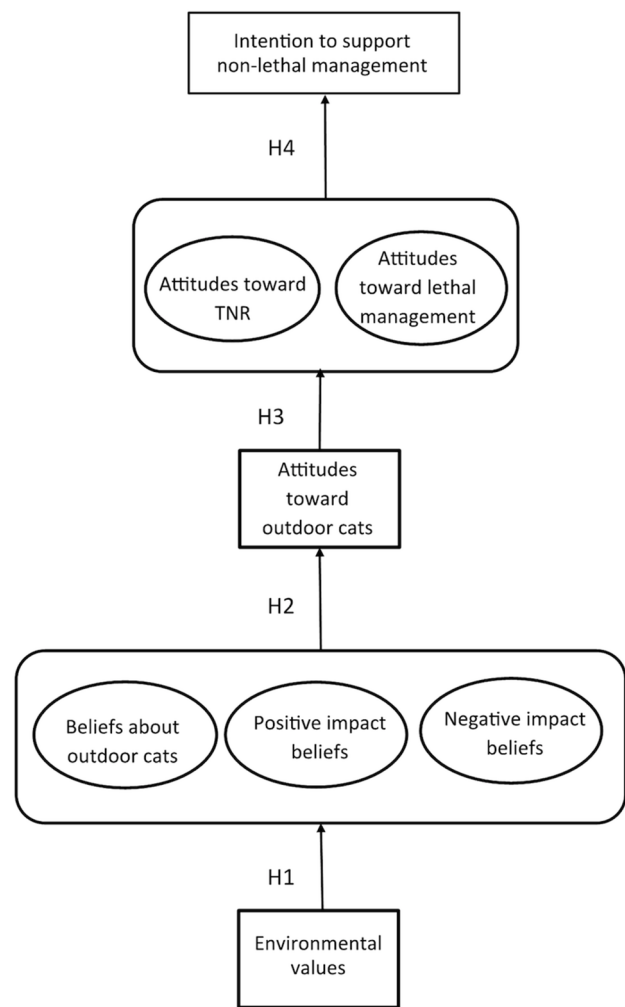 Intention to support
non-lethal management
H4
Attitudes toward
TNR
Attitudes
toward lethal
management
H3
Attitudes
toward
outdoor cats
H2
Beliefs about
outdoor cats
Positive impact
beliefs
Negative impact
beliefs
H1
Environmental
values